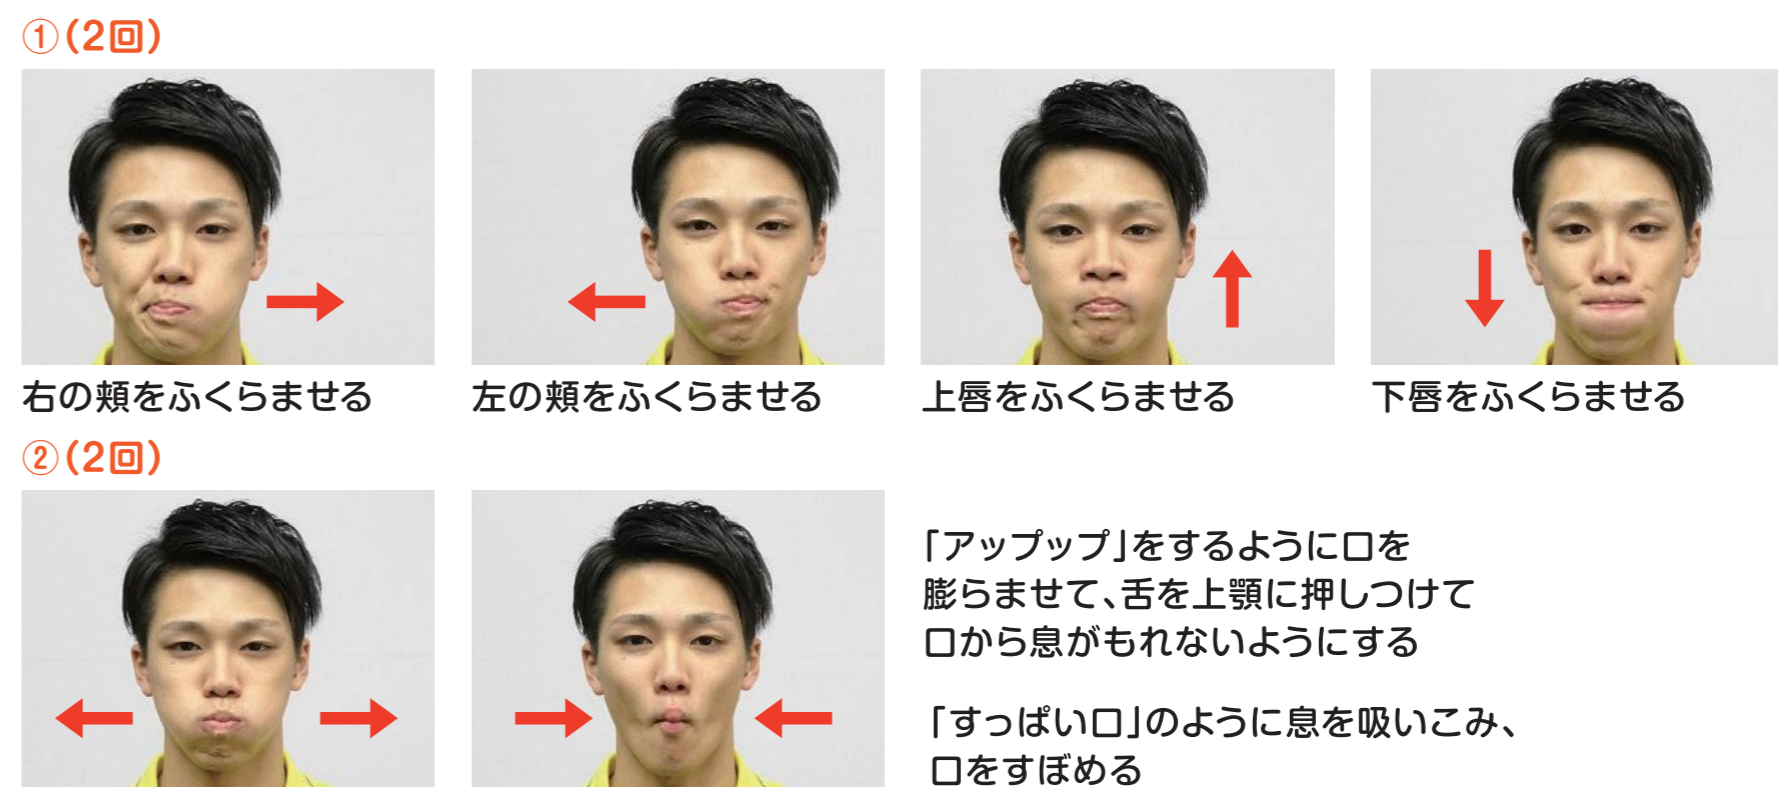 ①(2回)
右の頬をふくらませる
左の頬をふくらませる
上唇をふくらませる
下唇をふくらませる
②(2回)
「アップップ」をするように口を
膨らませて、舌を上顎に押しつけて
口から息がもれないようにする
「すっぱい口」のように息を吸いこみ、
口をすぼめる